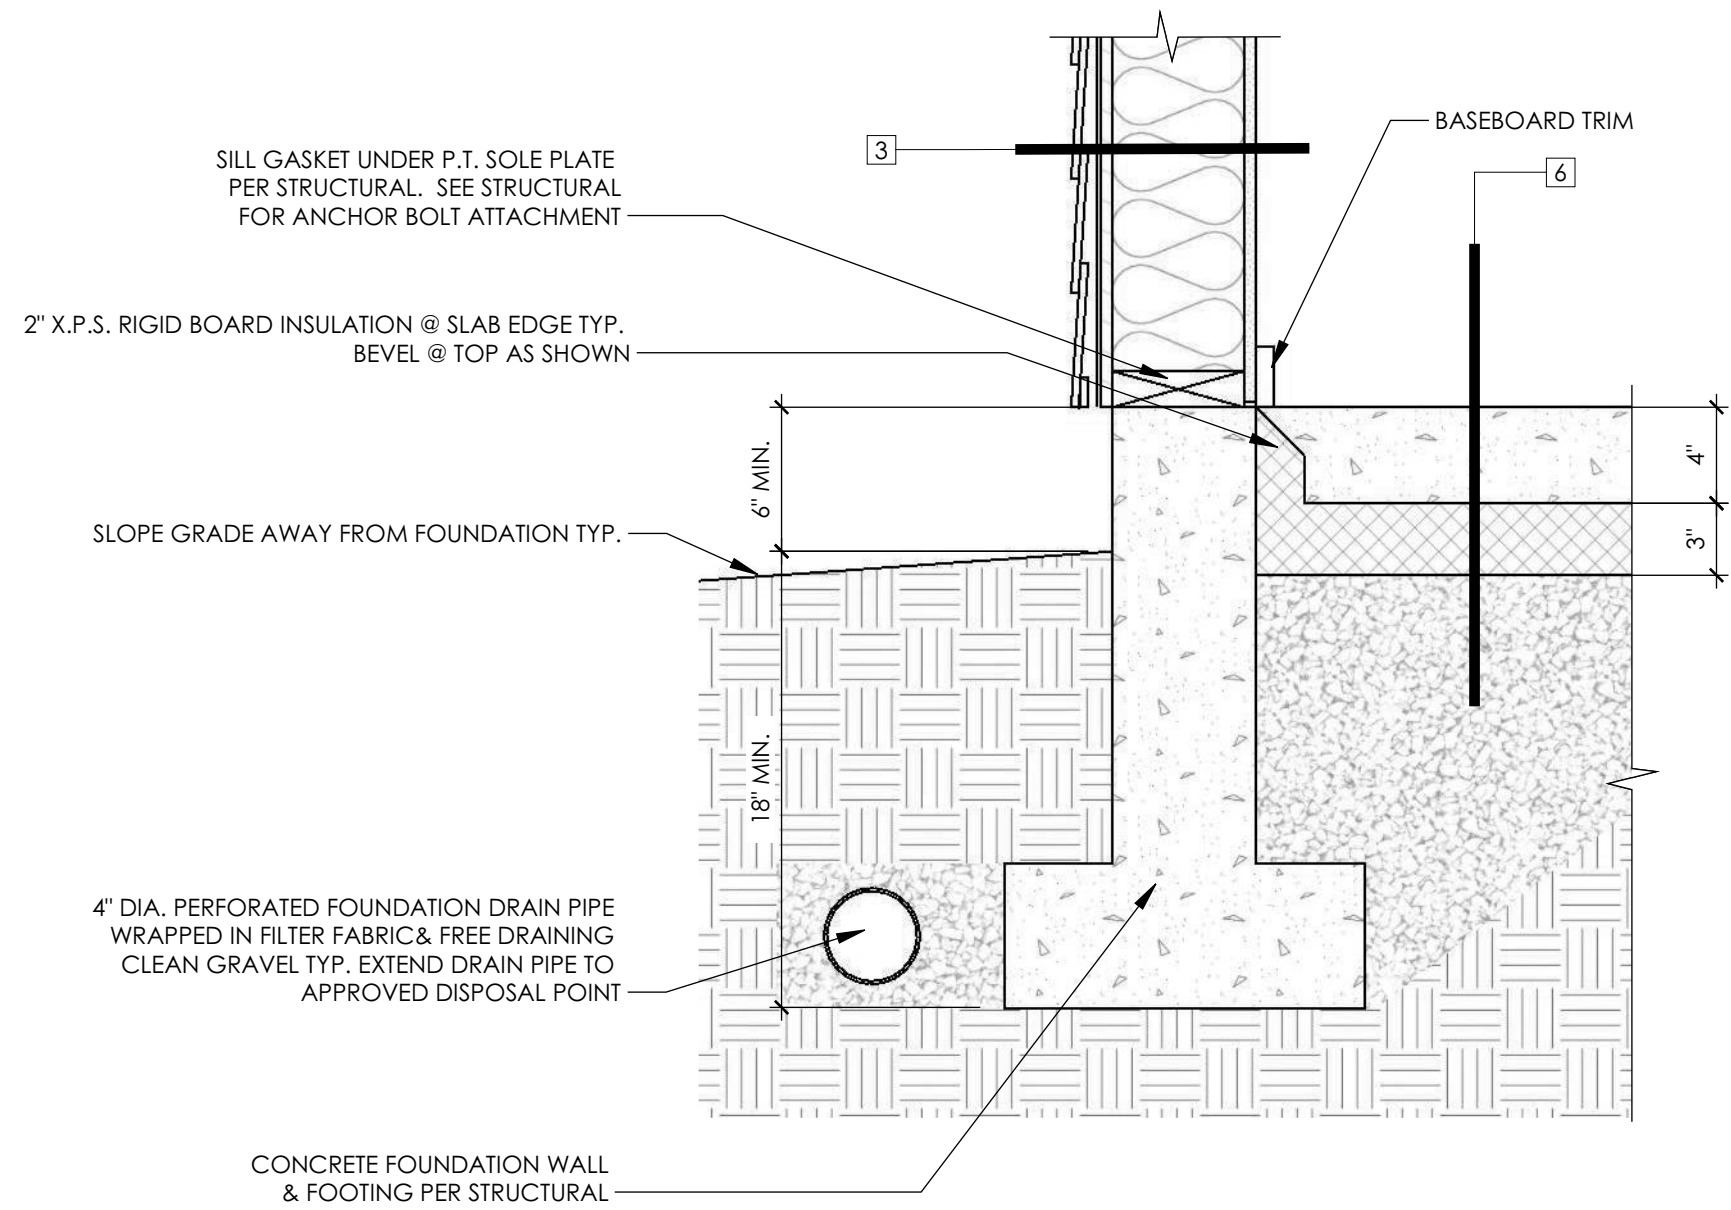 BASEBOARD TRIM
3
6
SILL GASKET UNDER P.T. SOLE PLATE
PER STRUCTURAL. SEE STRUCTURAL
FOR ANCHOR BOLT ATTACHMENT
2" X.P.S. RIGID BOARD INSULATION @ SLAB EDGE TYP.
BEVEL @ TOP AS SHOWN
6" MIN.
4"
3"
SLOPE GRADE AWAY FROM FOUNDATION TYP.
18" MIN.
4" DIA. PERFORATED FOUNDATION DRAIN PIPE
WRAPPED IN FILTER FABRIC& FREE DRAINING
CLEAN GRAVEL TYP. EXTEND DRAIN PIPE TO
APPROVED DISPOSAL POINT
CONCRETE FOUNDATION WALL
& FOOTING PER STRUCTURAL